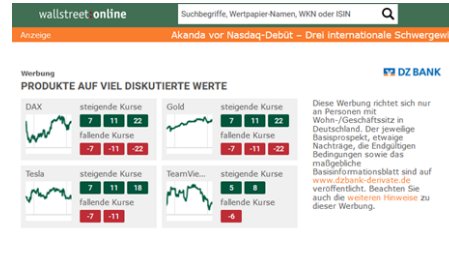 wallstreet:online
Suchbegriffe, Wertpapier-Namen, WKN oder ISIN
Anzeige
Akanda vor Nasdaq-Debüt – Drei internationale Schwergewi
Werbung
DZ BANK
PRODUKTE AUF VIEL DISKUTIERTE WERTE
DAX
steigende Kurse
7 11 22
fallende Kurse
-7 -11 -22
Gold
steigende Kurse
7 11 22
fallende Kurse
-7 -11 -22
Tesla
steigende Kurse
7 11 18
fallende Kurse
-7 -11
TeamVie...
steigende Kurse
5 8
fallende Kurse
-6
Diese Werbung richtet sich nur
an Personen mit
Wohn-/Geschäftssitz in
Deutschland. Der jeweilige
Basisprospekt, etwaige
Nachträge, die Endgültigen
Bedingungen sowie das
maßgebliche
Basisinformationsblatt sind auf
www.dzbank-derivate.de
veröffentlicht. Beachten Sie
auch die weiteren Hinweise zu
dieser Werbung.